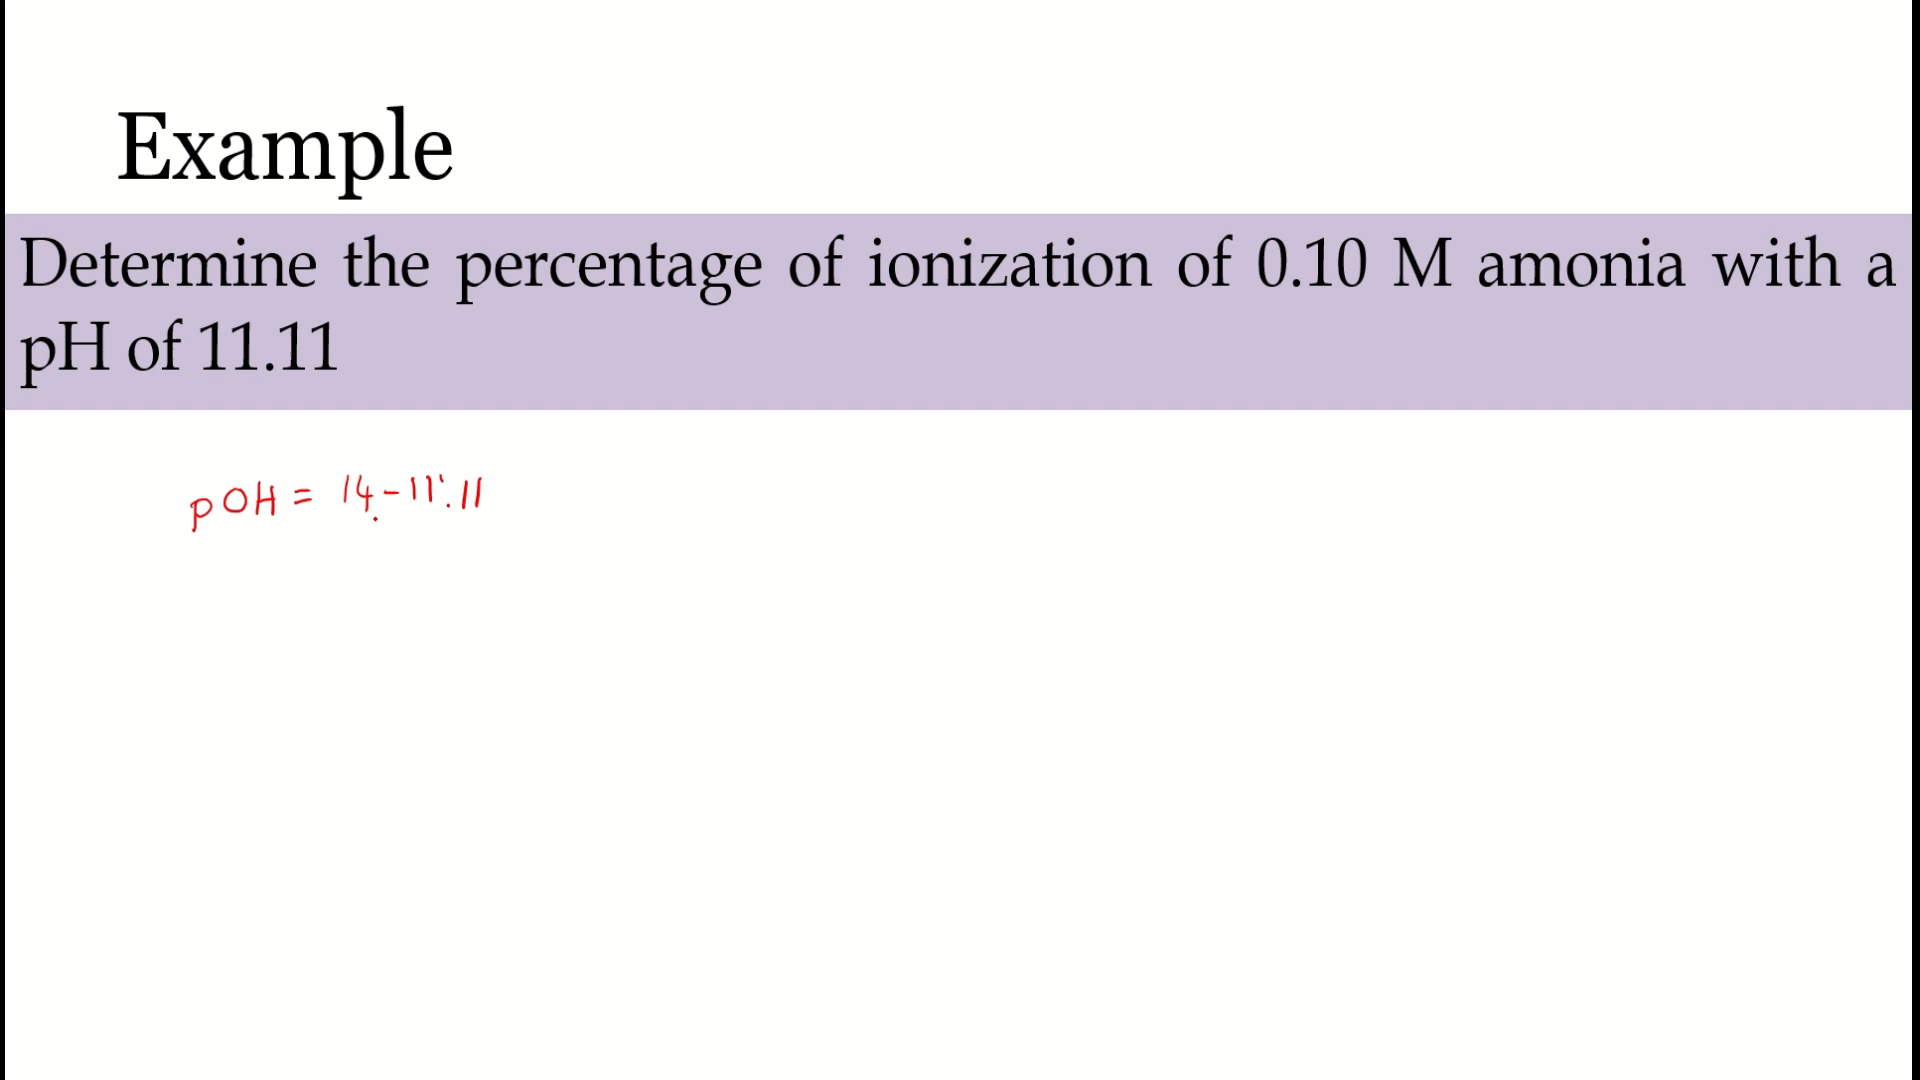 Example
Determine the percentage of ionization of 0.10 M amonia with a
pH of 11.11
pOH = 14-11.11